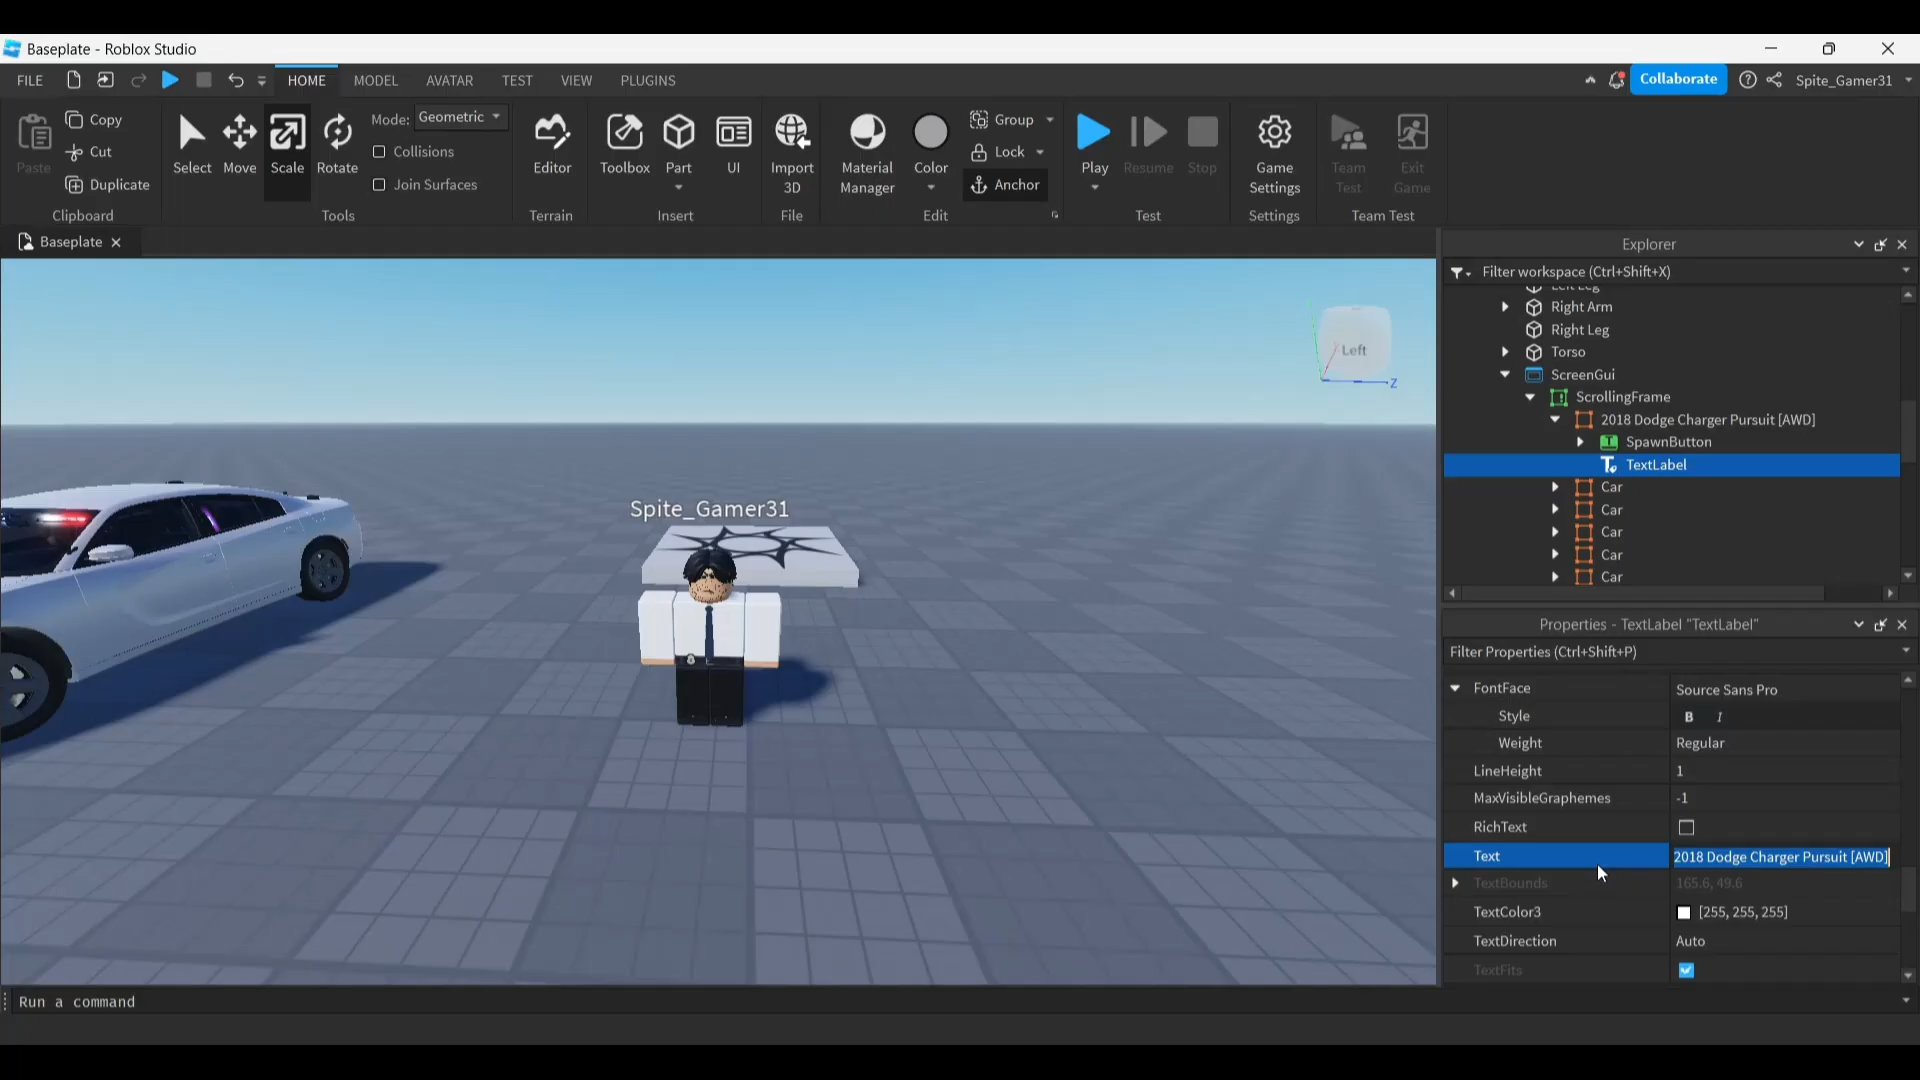 Baseplate - Roblox Studio
FILE
HOME
MODEL
AVATAR
TEST
VIEW
PLUGINS
Collaborate
Spite_Gamer31
Paste
Copy
Cut
Duplicate
Clipboard
Select
Move
Scale
Rotate
Mode: Geometric
Collisions
Join Surfaces
Tools
Editor
Terrain
Toolbox
Part
UI
Insert
Import
3D
File
Material
Manager
Color
Group
Lock
Anchor
Edit
Play
Resume
Stop
Test
Game
Settings
Settings
Team
Test
Exit
Game
Team Test
Baseplate
Left
Z
Spite_Gamer31
Explorer
Filter workspace (Ctrl+Shift+X)
Left Leg
Right Arm
Right Leg
Torso
ScreenGui
ScrollingFrame
2018 Dodge Charger Pursuit [AWD]
SpawnButton
TextLabel
Car
Car
Car
Car
Car
Properties - TextLabel "TextLabel"
Filter Properties (Ctrl+Shift+P)
FontFace Source Sans Pro
Style B I
Weight Regular
LineHeight 1
MaxVisibleGraphemes -1
RichText
Text 2018 Dodge Charger Pursuit [AWD]
TextBounds 165.6, 49.6
TextColor3 [255, 255, 255]
TextDirection Auto
TextFits
Run a command